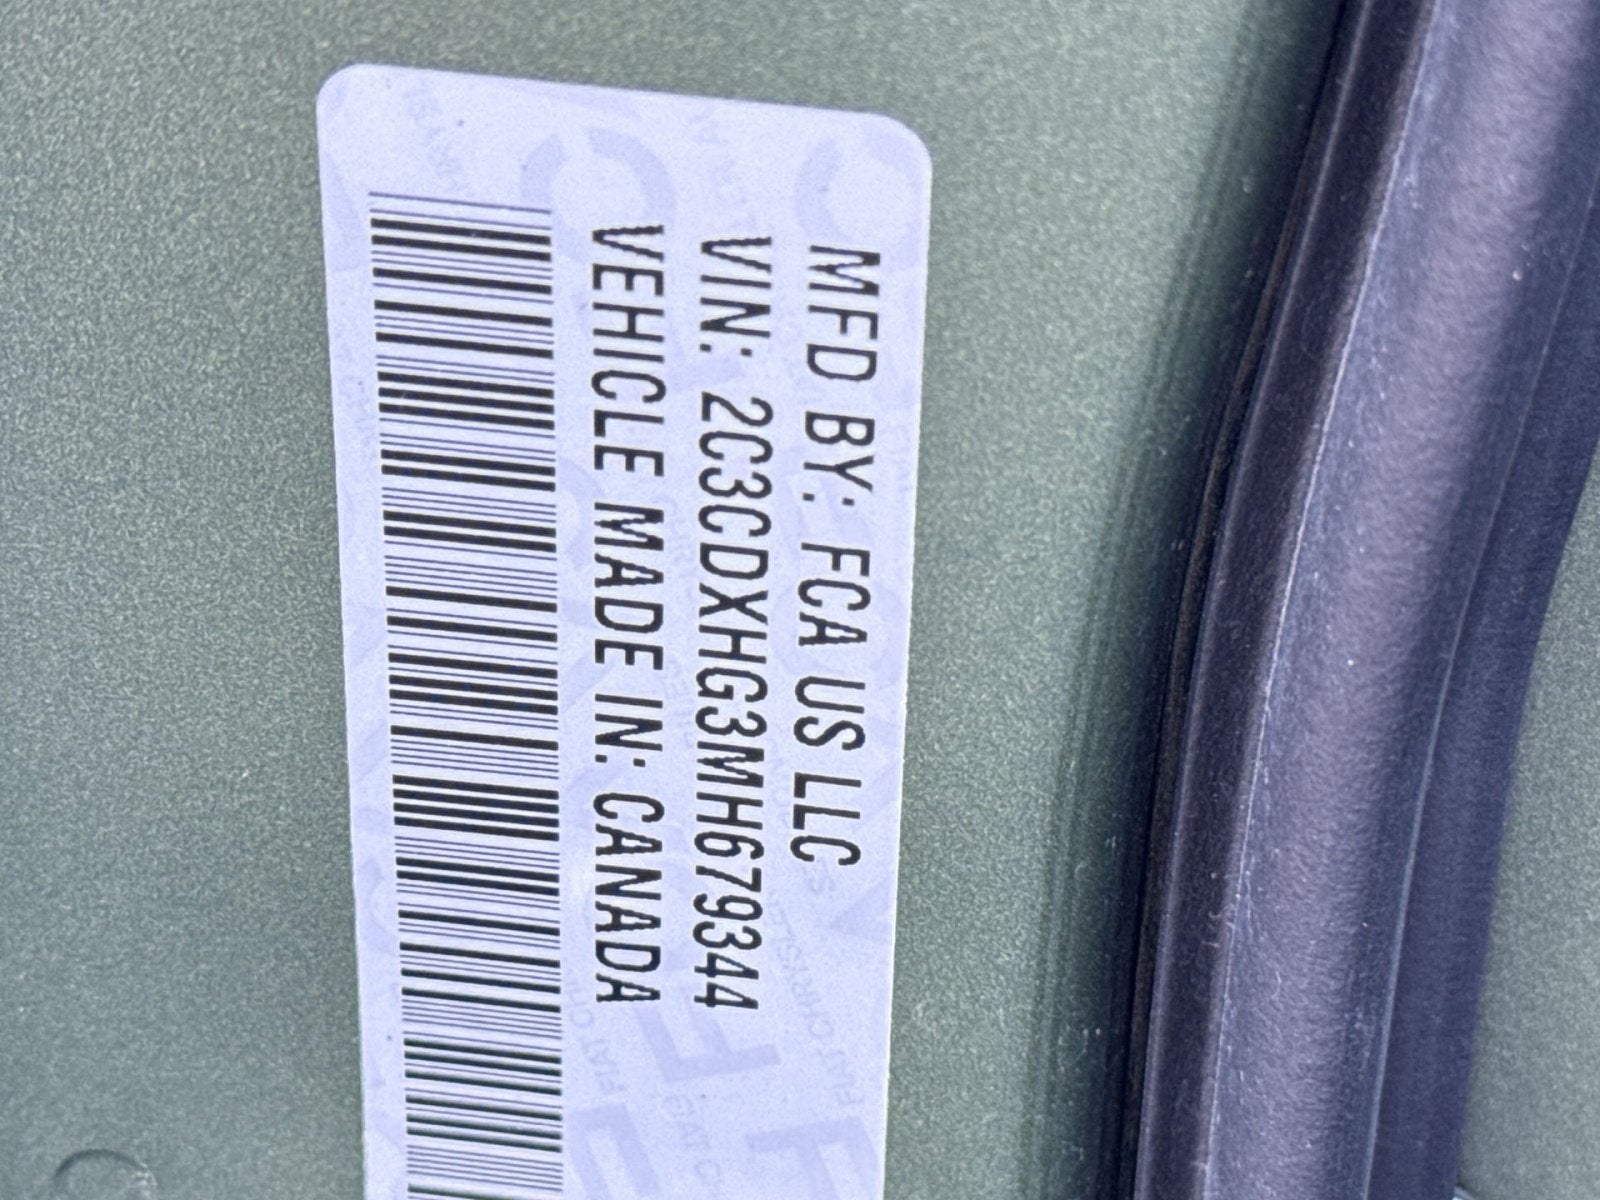 MFD BY: FCA US LLC
VIN: 2C3CDXHG3MH679344
VEHICLE MADE IN: CANADA